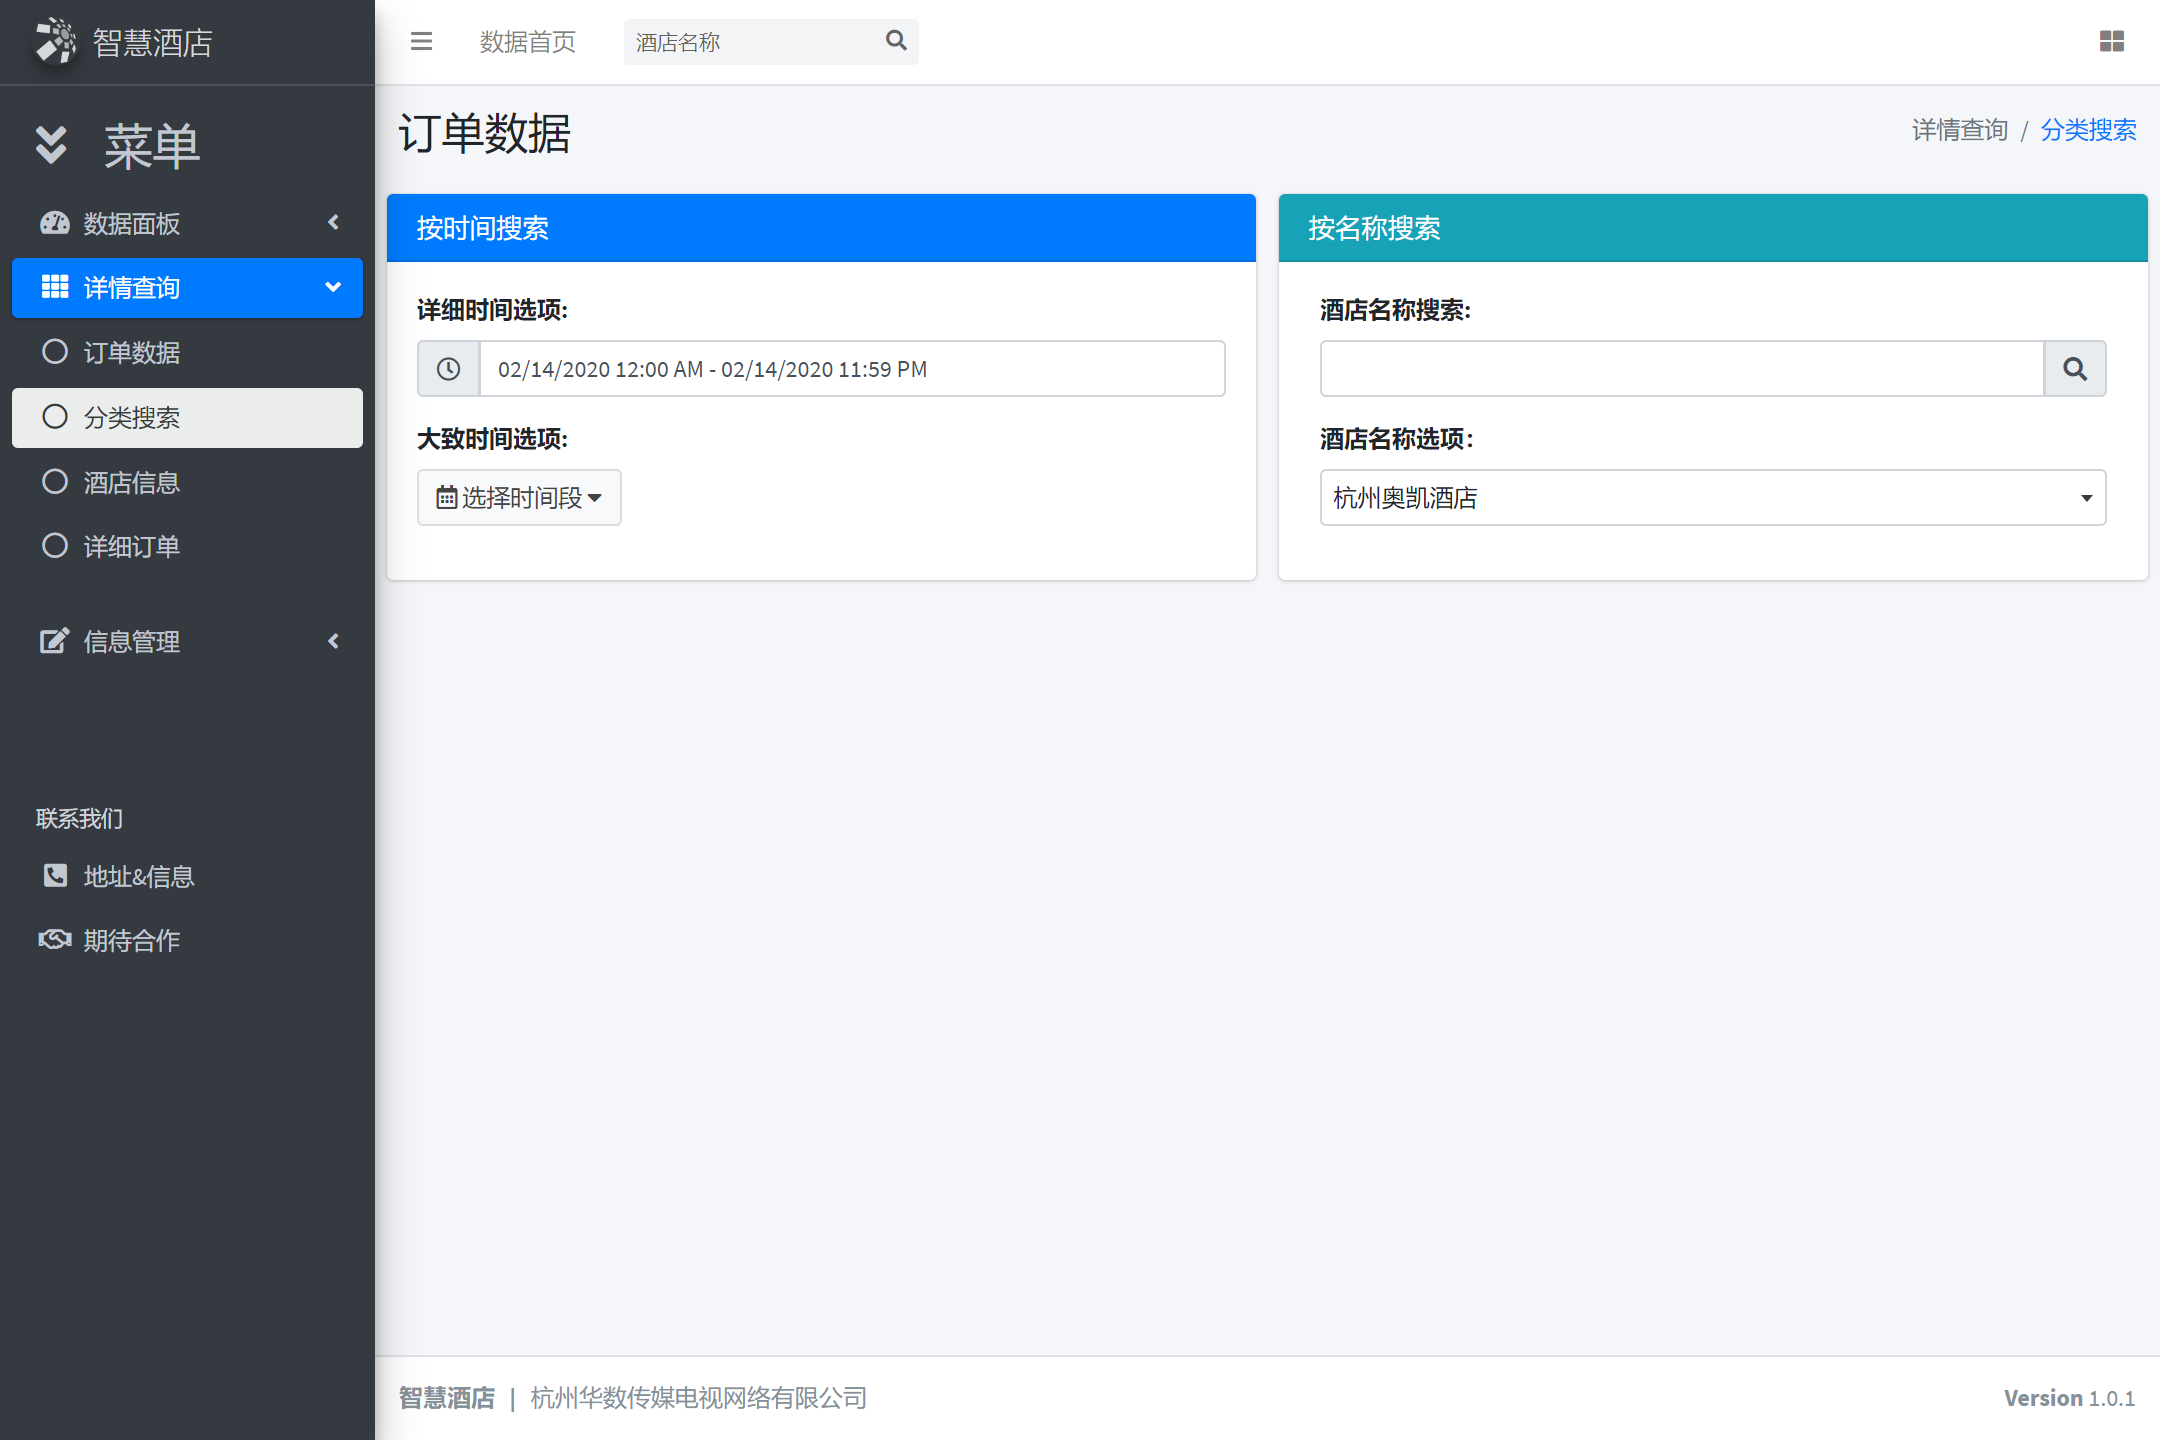 智慧酒店
菜单
数据面板
详情查询
订单数据
分类搜索
酒店信息
详细订单
信息管理
联系我们
地址&信息
期待合作
数据首页
酒店名称
订单数据
详情查询 / 分类搜索
按时间搜索
详细时间选项:
02/14/2020 12:00 AM - 02/14/2020 11:59 PM
大致时间选项:
选择时间段
按名称搜索
酒店名称搜索:
酒店名称选项：
杭州奥凯酒店
智慧酒店 | 杭州华数传媒电视网络有限公司
Version 1.0.1